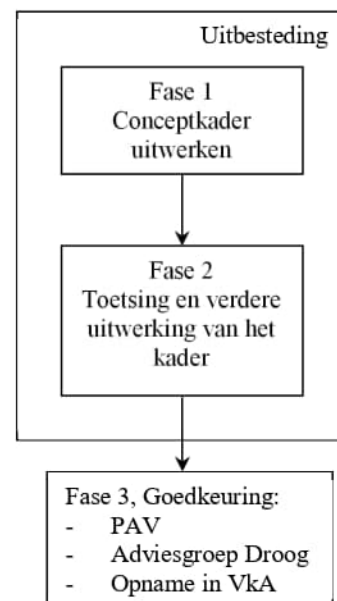 Uitbesteding
Fase 1
Conceptkader
uitwerken
Fase 2
Toetsing en verdere
uitwerking van het
kader
Fase 3, Goedkeuring:
- PAV
- Adviesgroep Droog
- Opname in VkA